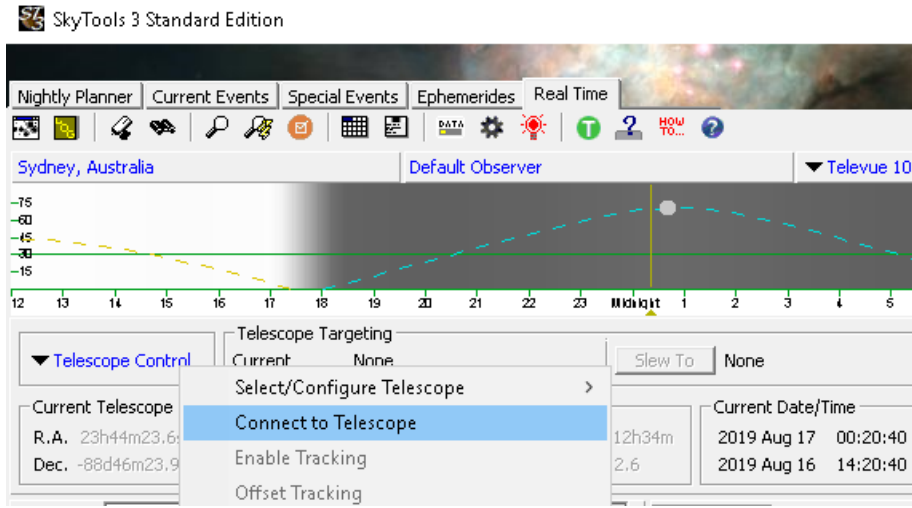 SkyTools 3 Standard Edition
Nightly Planner Current Events Special Events Ephemerides Real Time
DATA HOW TO...
T
Sydney, Australia Default Observer Televue 10
75
60
45
30
15
12 13 14 15 16 17 18 19 20 21 22 23 Midnight 1 2 3 4 5
Telescope Targeting
Telescope Control Current None Slew To None
Select/Configure Telescope
Current Telescope Connect to Telescope Current Date/Time
R.A. 23h44m23.6 12h34m 2019 Aug 17 00:20:40
Dec. -88d46m23.9 Enable Tracking 2.6 2019 Aug 16 14:20:40
Offset Tracking